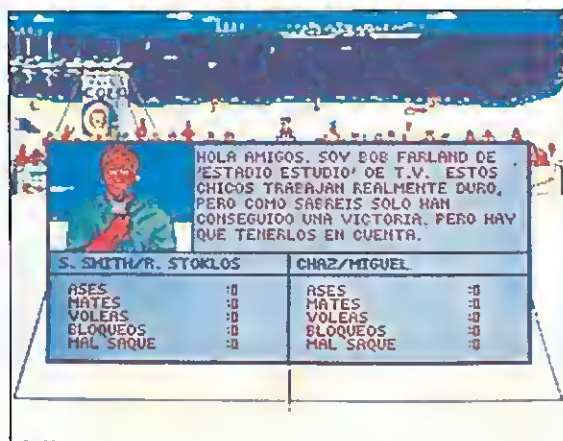 HOLA AMIGOS. SOY BOB FARLAND DE
'ESTADIO ESTUDIO' DE T.V. ESTOS
CHICOS TRABAJAN REALMENTE DURO,
PERO COMO SABREIS SOLO HAN
CONSEGUIDO UNA VICTORIA, PERO HAY
QUE TENERLOS EN CUENTA.
S. SMITH/R. STOKLOS
ASES :0
MATES :0
VOLEAS :0
BLOQUEOS :0
MAL SAQUE :0
CHAZ/MIGUEL
ASES :0
MATES :0
VOLEAS :0
BLOQUEOS :0
MAL SAQUE :0